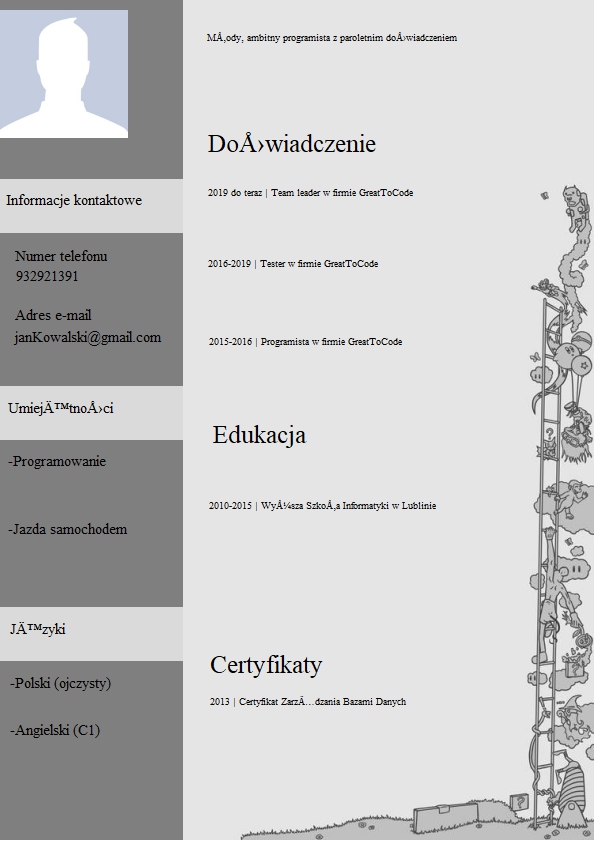 MÅ‚ody, ambitny programista z paroletnim doÅ›wiadczeniem
DoÅ›wiadczenie
2019 do teraz | Team leader w firmie GreatToCode
2016-2019 | Tester w firmie GreatToCode
2015-2016 | Programista w firmie GreatToCode
Edukacja
2010-2015 | WyÅ¼sza SzkoÅ‚a Informatyki w Lublinie
Certyfikaty
2013 | Certyfikat ZarzÄ…dzania Bazami Danych
Informacje kontaktowe
Numer telefonu
932921391
Adres e-mail
janKowalski@gmail.com
UmiejÄ™tnoÅ›ci
-Programowanie
-Jazda samochodem
JÄ™zyki
-Polski (ojczysty)
-Angielski (C1)
?
?
?